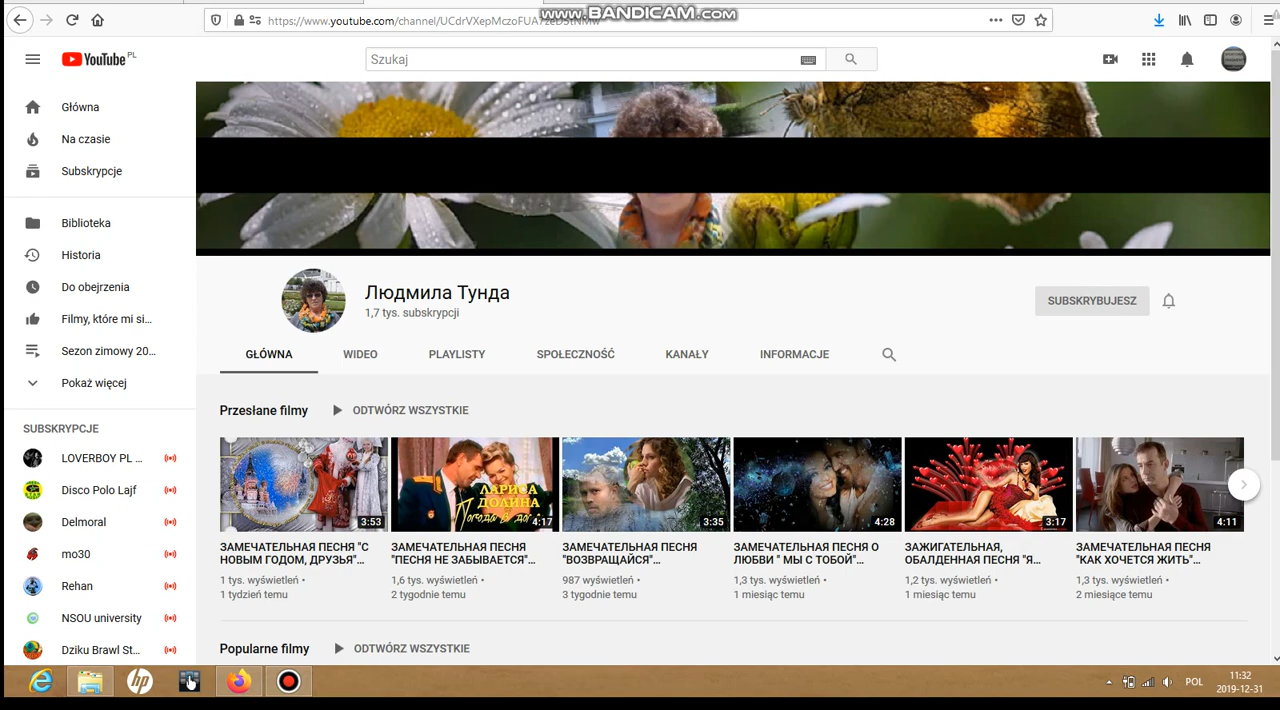 www.BANDICAM.com
https://www.youtube.com/channel/UCdrVXepMczoFUA
YouTube PL
Szukaj
Główna
Na czasie
Subskrypcje
Biblioteka
Historia
Do obejrzenia
Filmy, które mi si...
Sezon zimowy 20...
Pokaż więcej
SUBSKRYPCJE
LOVERBOY PL ...
Disco Polo Lajf
Delmoral
mo30
Rehan
NSOU university
Dziku Brawl St...
Людмила Тунда
1,7 tys. subskrypcji
SUBSKRYBUJESZ
GŁÓWNA WIDEO PLAYLISTY SPOŁECZNOŚĆ KANAŁY INFORMACJE
Przesłane filmy ODTWÓRZ WSZYSTKIE
3:53
ЗАМЕЧАТЕЛЬНАЯ ПЕСНЯ "С
НОВЫМ ГОДОМ, ДРУЗЬЯ"...
1 tys. wyświetleń •
1 tydzień temu
ЛАРИСА
ДОЛИНА
Погода в до
4:17
ЗАМЕЧАТЕЛЬНАЯ ПЕСНЯ
"ПЕСНЯ НЕ ЗАБЫВАЕТСЯ"...
1,6 tys. wyświetleń •
2 tygodnie temu
3:35
ЗАМЕЧАТЕЛЬНАЯ ПЕСНЯ
"ВОЗВРАЩАЙСЯ"...
987 wyświetleń •
3 tygodnie temu
4:28
ЗАМЕЧАТЕЛЬНАЯ ПЕСНЯ О
ЛЮБВИ " МЫ С ТОБОЙ"...
1,3 tys. wyświetleń •
1 miesiąc temu
3:17
ЗАЖИГАТЕЛЬНАЯ,
ОБАЛДЕННАЯ ПЕСНЯ "Я...
1,2 tys. wyświetleń •
1 miesiąc temu
4:11
ЗАМЕЧАТЕЛЬНАЯ ПЕСНЯ
"КАК ХОЧЕТСЯ ЖИТЬ"...
1,3 tys. wyświetleń •
2 miesiące temu
Popularne filmy ODTWÓRZ WSZYSTKIE
hp
POL
11:32
2019-12-31